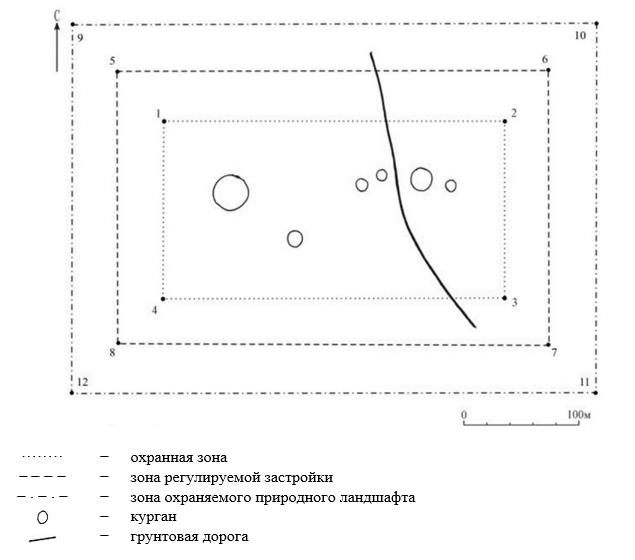 С
9
10
5
6
1
2
4
3
8
7
12
11
0
100м
– охранная зона
– зона регулируемой застройки
– зона охраняемого природного ландшафта
– курган
– грунтовая дорога